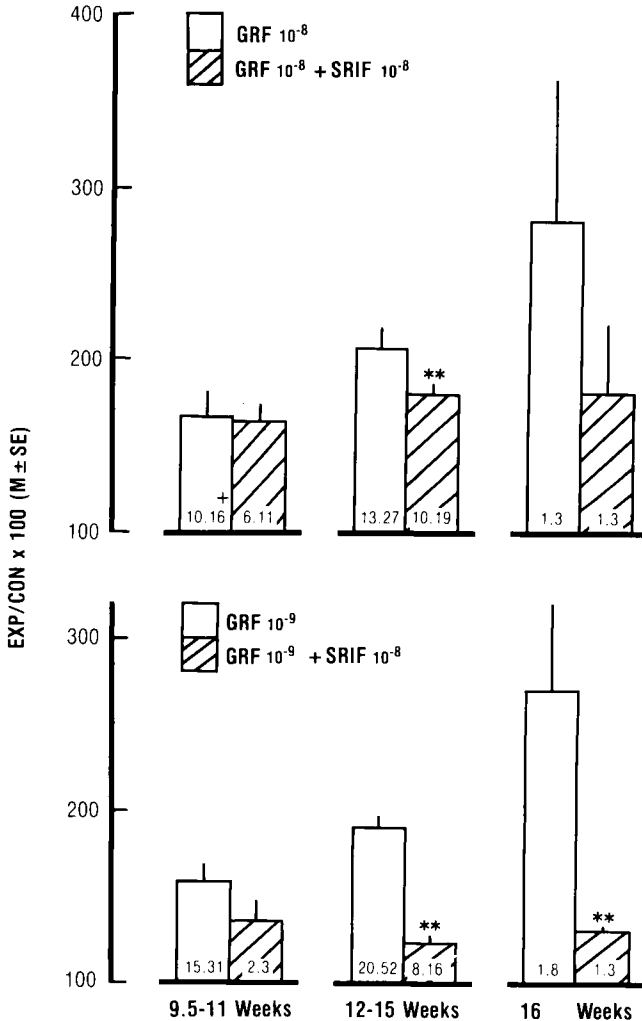 400
GRF 10⁻⁸
GRF 10⁻⁸ + SRIF 10⁻⁸
300
200
**
+
10.16 6.11 13.27 10.19 1.3 1.3
100
EXP/CON x 100 (M ± SE)
GRF 10⁻⁹
GRF 10⁻⁹ + SRIF 10⁻⁸
300
200
** **
15.31 2.3 20.52 8.16 1.8 1.3
100
9.5-11 Weeks 12-15 Weeks 16 Weeks